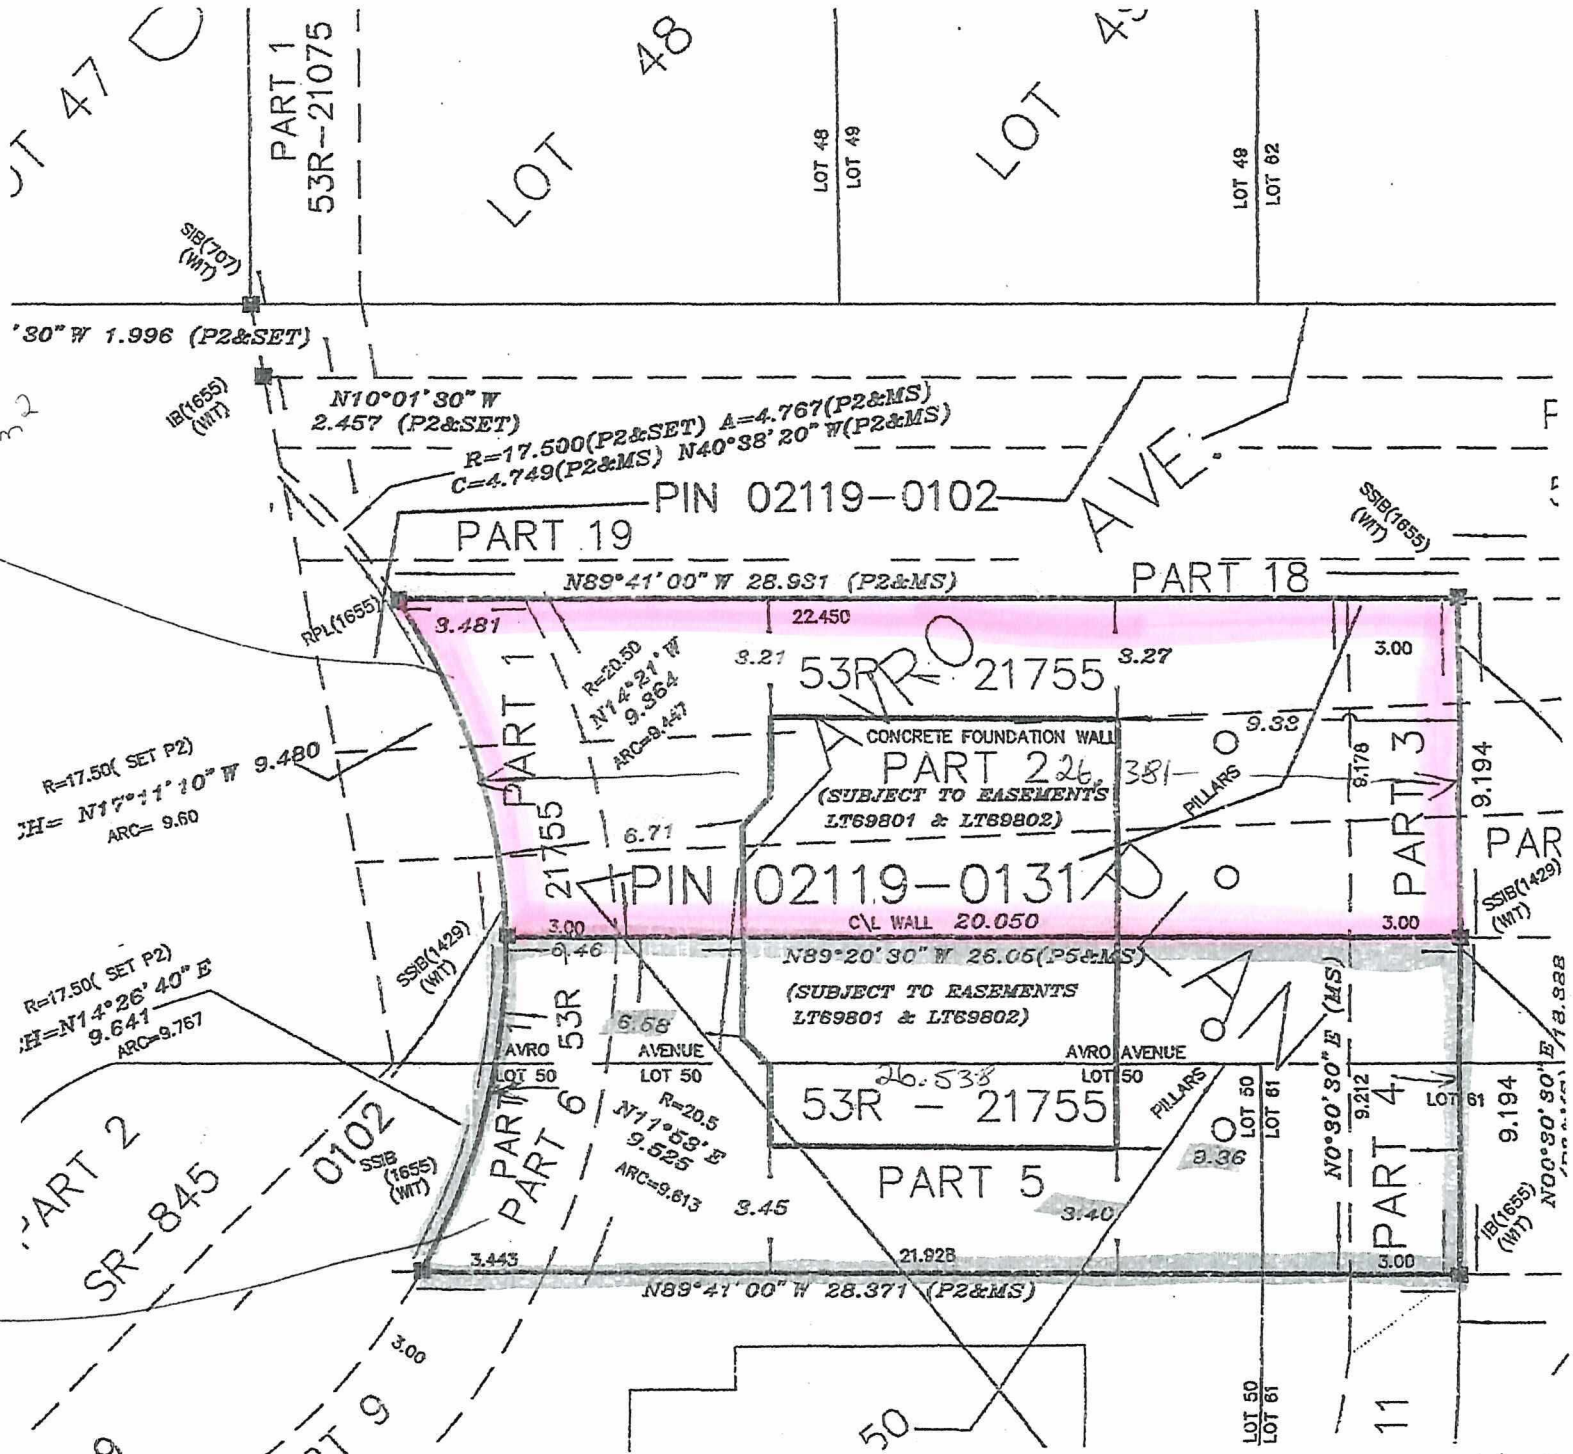 47
PART 1
53R-21075
LOT 48
LOT 48
LOT 49
LOT
LOT 49
LOT 62
SIB(707)
(WIT)
'30" W 1.996 (P2&SET)
IB(1655)
(WIT)
N10°01'30" W
2.457 (P2&SET)
R=17.500(P2&SET) A=4.767(P2&MS)
C=4.749(P2&MS) N40°38'20" W(P2&MS)
PIN 02119-0102
AVE.
SSIB(1655)
(WIT)
PART 19
N89°41'00" W 28.931 (P2&MS)
PART 18
RPL(1655)
3.481
22.450
R=20.50
N14°21' W
9.364
ARC=9.447
3.21
3.27
3.00
AVRO
53R - 21755
PART 1
R=17.50( SET P2)
CH= N17°11'10" W 9.480
ARC= 9.60
CONCRETE FOUNDATION WALL
9.33
PART 2
26.381
(SUBJECT TO EASEMENTS
LT69801 & LT69802)
PILLARS
9.178
PART 3
9.194
21755
6.71
PIN 02119-0131
PAR
SSIB(1429)
(WIT)
3.00
C\L WALL 20.050
3.00
6.46
N89°20'30" W 26.05(P5&MS)
SSIB(1429)
(WIT)
R=17.50( SET P2)
CH=N14°26'40" E
9.641
ARC=9.767
(SUBJECT TO EASEMENTS
LT69801 & LT69802)
53R -
6.58
N0°30'30" E (MS)
AVRO
LOT 50
AVENUE
LOT 50
AVRO AVENUE
LOT 50
26.538
53R - 21755
PILLARS
LOT 50
LOT 61
9.212
LOT 61
9.194
N00°30'30" E
18.388
PART 2
SR-845
0102
SSIB
(1655)
(WIT)
PART
PART 6
R=20.5
N11°53' E
9.525
ARC=9.613
3.45
PART 5
3.40
9.36
PART 4
IB(1655)
(WIT)
3.443
21.928
3.00
N89°41'00" W 28.371 (P2&MS)
3.00
9
50
LOT 50
LOT 61
11